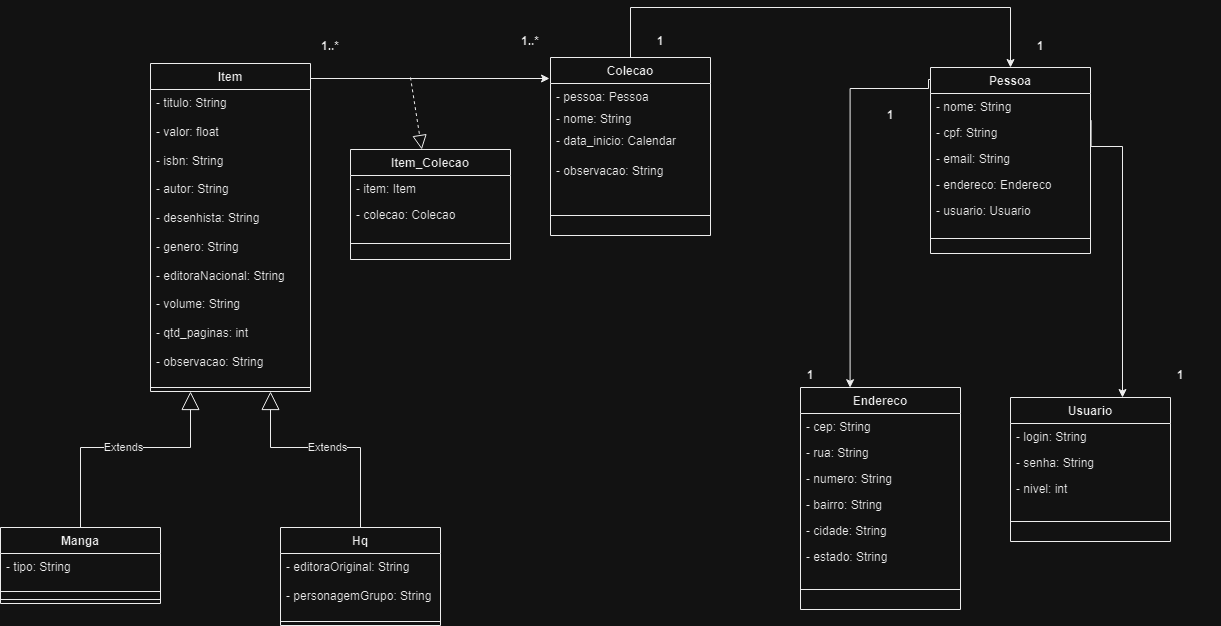 1..*
1..*
1
1
Item
- titulo: String
- valor: float
- isbn: String
- autor: String
- desenhista: String
- genero: String
- editoraNacional: String
- volume: String
- qtd_paginas: int
- observacao: String
Item_Colecao
- item: Item
- colecao: Colecao
Colecao
- pessoa: Pessoa
- nome: String
- data_inicio: Calendar
- observacao: String
Pessoa
- nome: String
- cpf: String
- email: String
- endereco: Endereco
- usuario: Usuario
1
1
1
Endereco
- cep: String
- rua: String
- numero: String
- bairro: String
- cidade: String
- estado: String
Usuario
- login: String
- senha: String
- nivel: int
Extends
Extends
Manga
- tipo: String
Hq
- editoraOriginal: String
- personagemGrupo: String